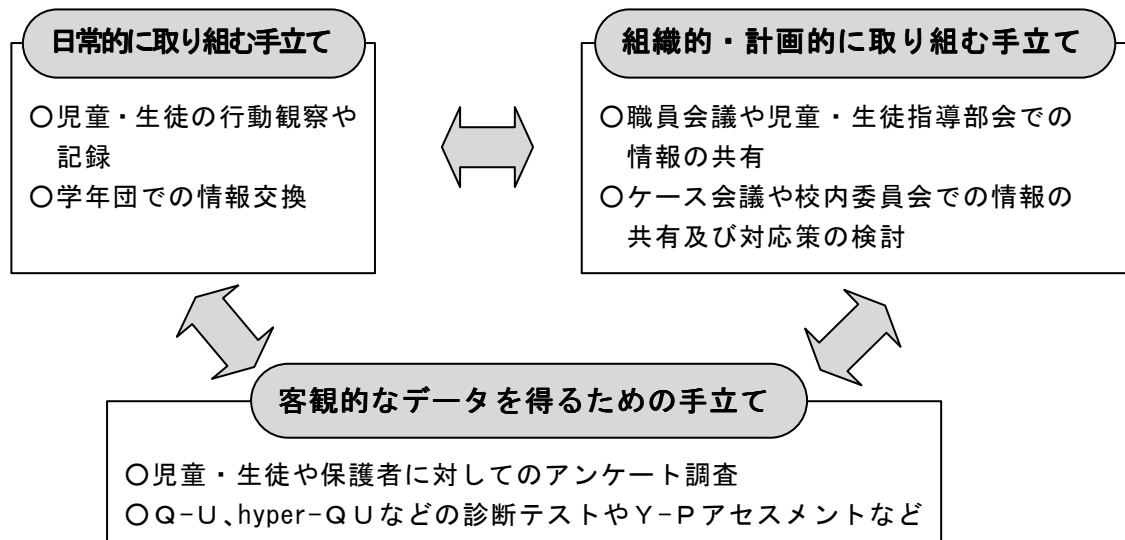 日常的に取り組む手立て
〇児童・生徒の行動観察や
記録
〇学年団での情報交換
組織的・計画的に取り組む手立て
〇職員会議や児童・生徒指導部会での
情報の共有
〇ケース会議や校内委員会での情報の
共有及び対応策の検討
客観的なデータを得るための手立て
〇児童・生徒や保護者に対してのアンケート調査
〇Ｑ-Ｕ、hyper-ＱＵなどの診断テストやＹ-Ｐアセスメントなど